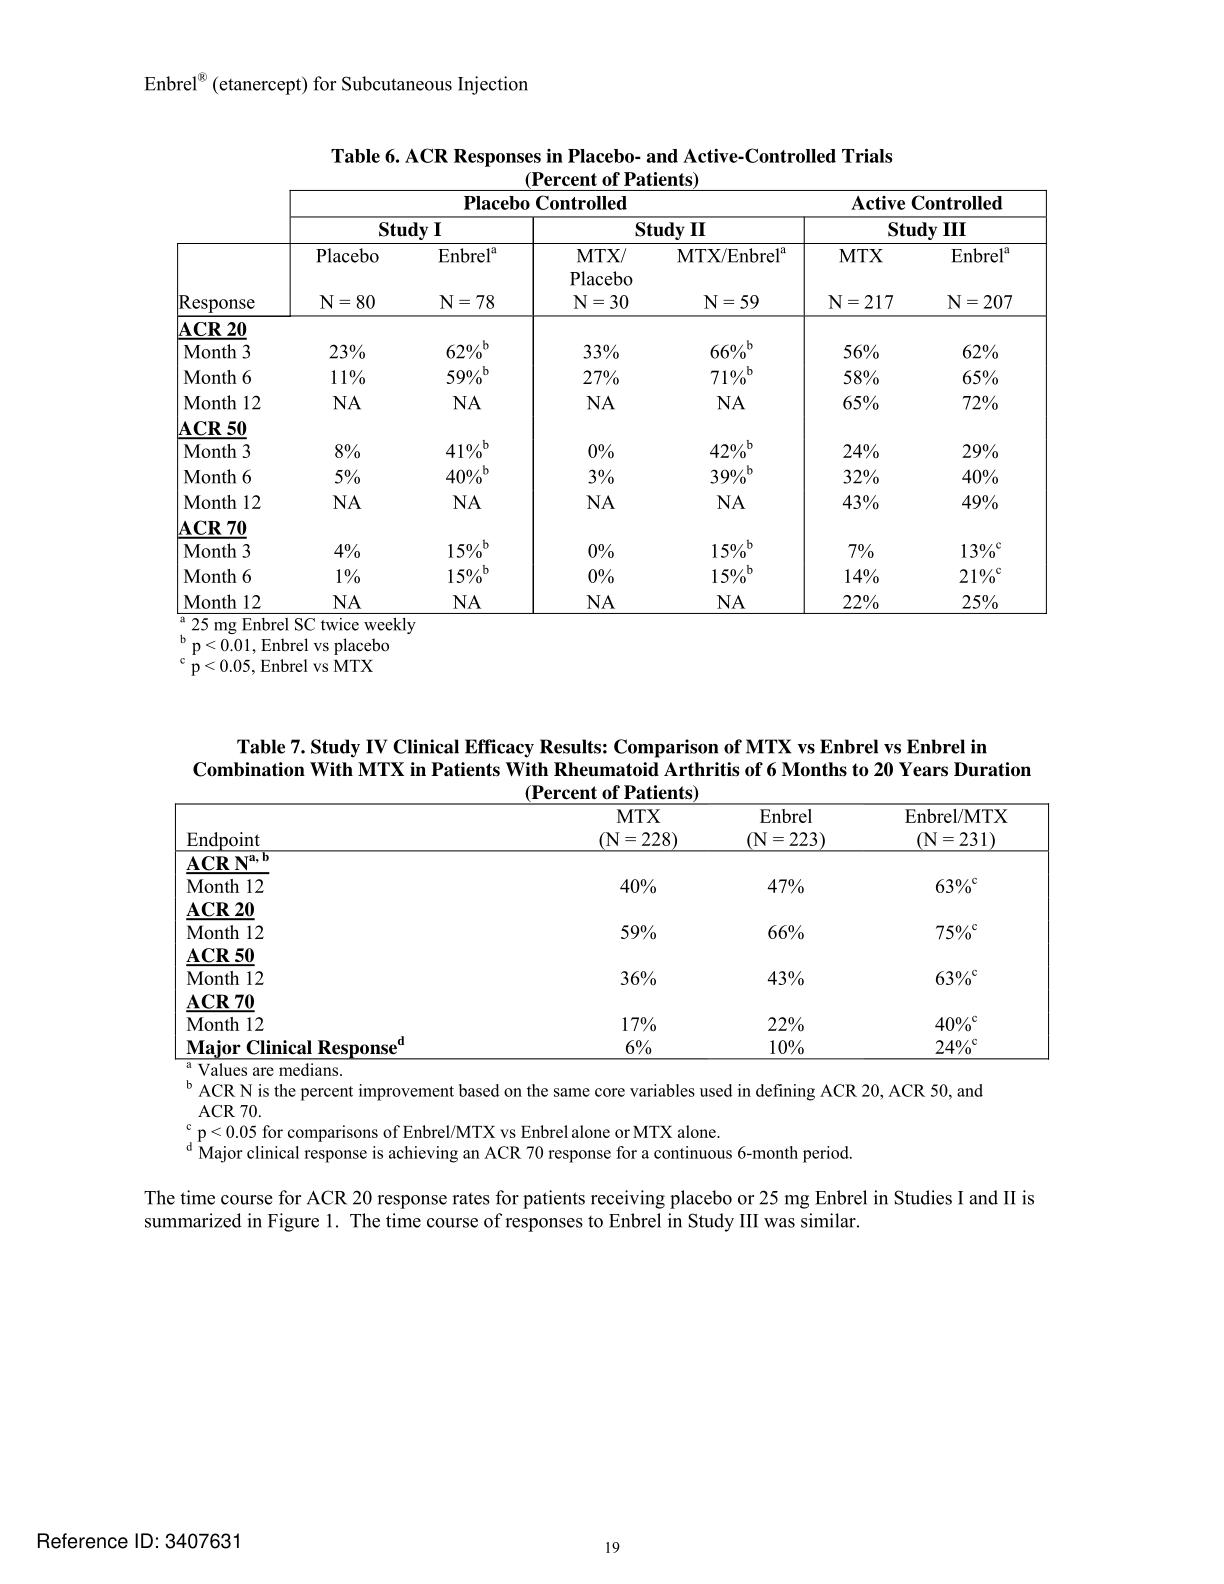 Enbrel® (etanercept) for Subcutaneous Injection
Table 6. ACR Responses in Placebo- and Active-Controlled Trials
(Percent of Patients)
Placebo Controlled Active Controlled
Study I Study II Study III
Placebo Enbrelᵃ MTX/ MTX/Enbrelᵃ MTX Enbrelᵃ
Placebo
Response N = 80 N = 78 N = 30 N = 59 N = 217 N = 207
ACR 20
Month 3 23% 62%ᵇ 33% 66%ᵇ 56% 62%
Month 6 11% 59%ᵇ 27% 71%ᵇ 58% 65%
Month 12 NA NA NA NA 65% 72%
ACR 50
Month 3 8% 41%ᵇ 0% 42%ᵇ 24% 29%
Month 6 5% 40%ᵇ 3% 39%ᵇ 32% 40%
Month 12 NA NA NA NA 43% 49%
ACR 70
Month 3 4% 15%ᵇ 0% 15%ᵇ 7% 13%ᶜ
Month 6 1% 15%ᵇ 0% 15%ᵇ 14% 21%ᶜ
Month 12 NA NA NA NA 22% 25%
ᵃ 25 mg Enbrel SC twice weekly
ᵇ p < 0.01, Enbrel vs placebo
ᶜ p < 0.05, Enbrel vs MTX
Table 7. Study IV Clinical Efficacy Results: Comparison of MTX vs Enbrel vs Enbrel in
Combination With MTX in Patients With Rheumatoid Arthritis of 6 Months to 20 Years Duration
(Percent of Patients)
MTX Enbrel Enbrel/MTX
Endpoint (N = 228) (N = 223) (N = 231)
ACR Nᵃ, ᵇ
Month 12 40% 47% 63%ᶜ
ACR 20
Month 12 59% 66% 75%ᶜ
ACR 50
Month 12 36% 43% 63%ᶜ
ACR 70
Month 12 17% 22% 40%ᶜ
Major Clinical Responseᵈ 6% 10% 24%ᶜ
ᵃ Values are medians.
ᵇ ACR N is the percent improvement based on the same core variables used in defining ACR 20, ACR 50, and
ACR 70.
ᶜ p < 0.05 for comparisons of Enbrel/MTX vs Enbrel alone or MTX alone.
ᵈ Major clinical response is achieving an ACR 70 response for a continuous 6-month period.
The time course for ACR 20 response rates for patients receiving placebo or 25 mg Enbrel in Studies I and II is
summarized in Figure 1. The time course of responses to Enbrel in Study III was similar.
Reference ID: 3407631
19